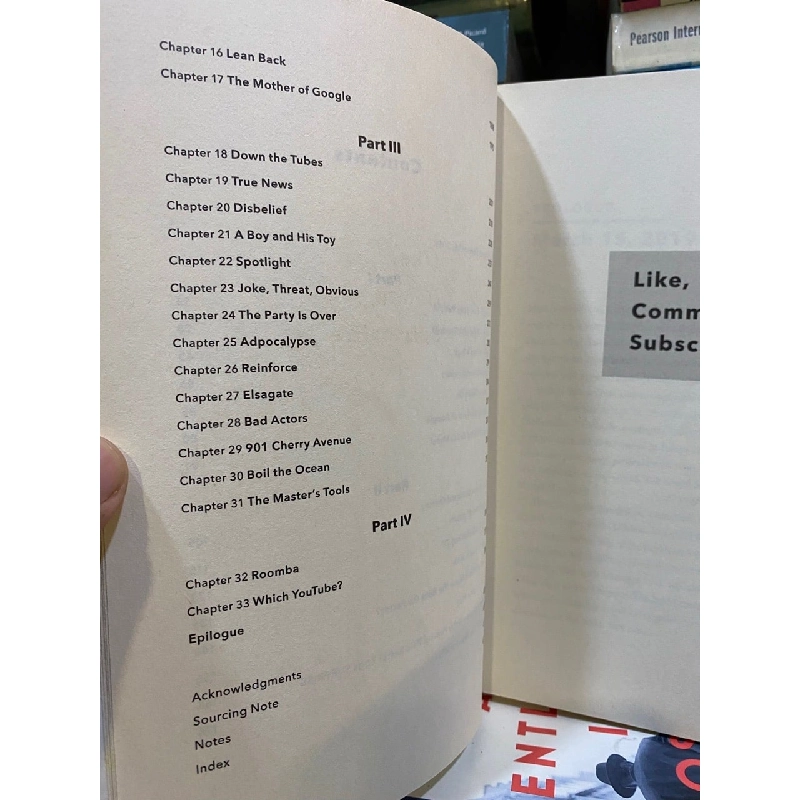 Chapter 16 Lean Back
Chapter 17 The Mother of Google
Part III
Chapter 18 Down the Tubes
Chapter 19 True News
Chapter 20 Disbelief
Chapter 21 A Boy and His Toy
Chapter 22 Spotlight
Chapter 23 Joke, Threat, Obvious
Chapter 24 The Party Is Over
Chapter 25 Adpocalypse
Chapter 26 Reinforce
Chapter 27 Elsagate
Chapter 28 Bad Actors
Chapter 29 901 Cherry Avenue
Chapter 30 Boil the Ocean
Chapter 31 The Master's Tools
Part IV
Chapter 32 Roomba
Chapter 33 Which YouTube?
Epilogue
Acknowledgments
Sourcing Note
Notes
Index
Like,
Comm
Subsc
Pearson Intern
ENTL